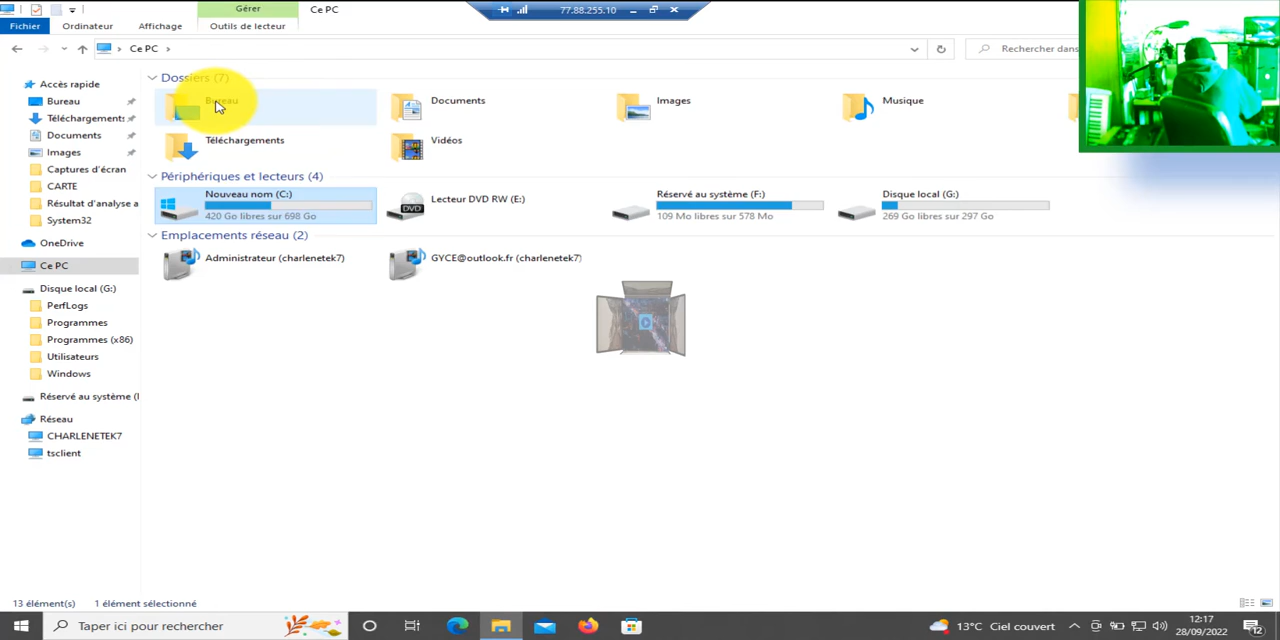 Gérer
Ce PC
77.88.255.10
Fichier
Ordinateur
Affichage
Outils de lecteur
Ce PC
Rechercher dans
Accès rapide
Bureau
Téléchargements
Documents
Images
Captures d'écran
CARTE
Résultat d'analyse a
System32
OneDrive
Ce PC
Disque local (G:)
PerfLogs
Programmes
Programmes (x86)
Utilisateurs
Windows
Réservé au système (
Réseau
CHARLENETEK7
tsclient
Dossiers (7)
Bureau
Documents
Images
Musique
Téléchargements
Vidéos
Périphériques et lecteurs (4)
Nouveau nom (C:)
420 Go libres sur 698 Go
Lecteur DVD RW (E:)
Réservé au système (F:)
109 Mo libres sur 578 Mo
Disque local (G:)
269 Go libres sur 297 Go
Emplacements réseau (2)
Administrateur (charlenetek7)
GYCE@outlook.fr (charlenetek7)
13 élément(s)
1 élément sélectionné
Taper ici pour rechercher
13°C Ciel couvert
12:17
28/09/2022
12